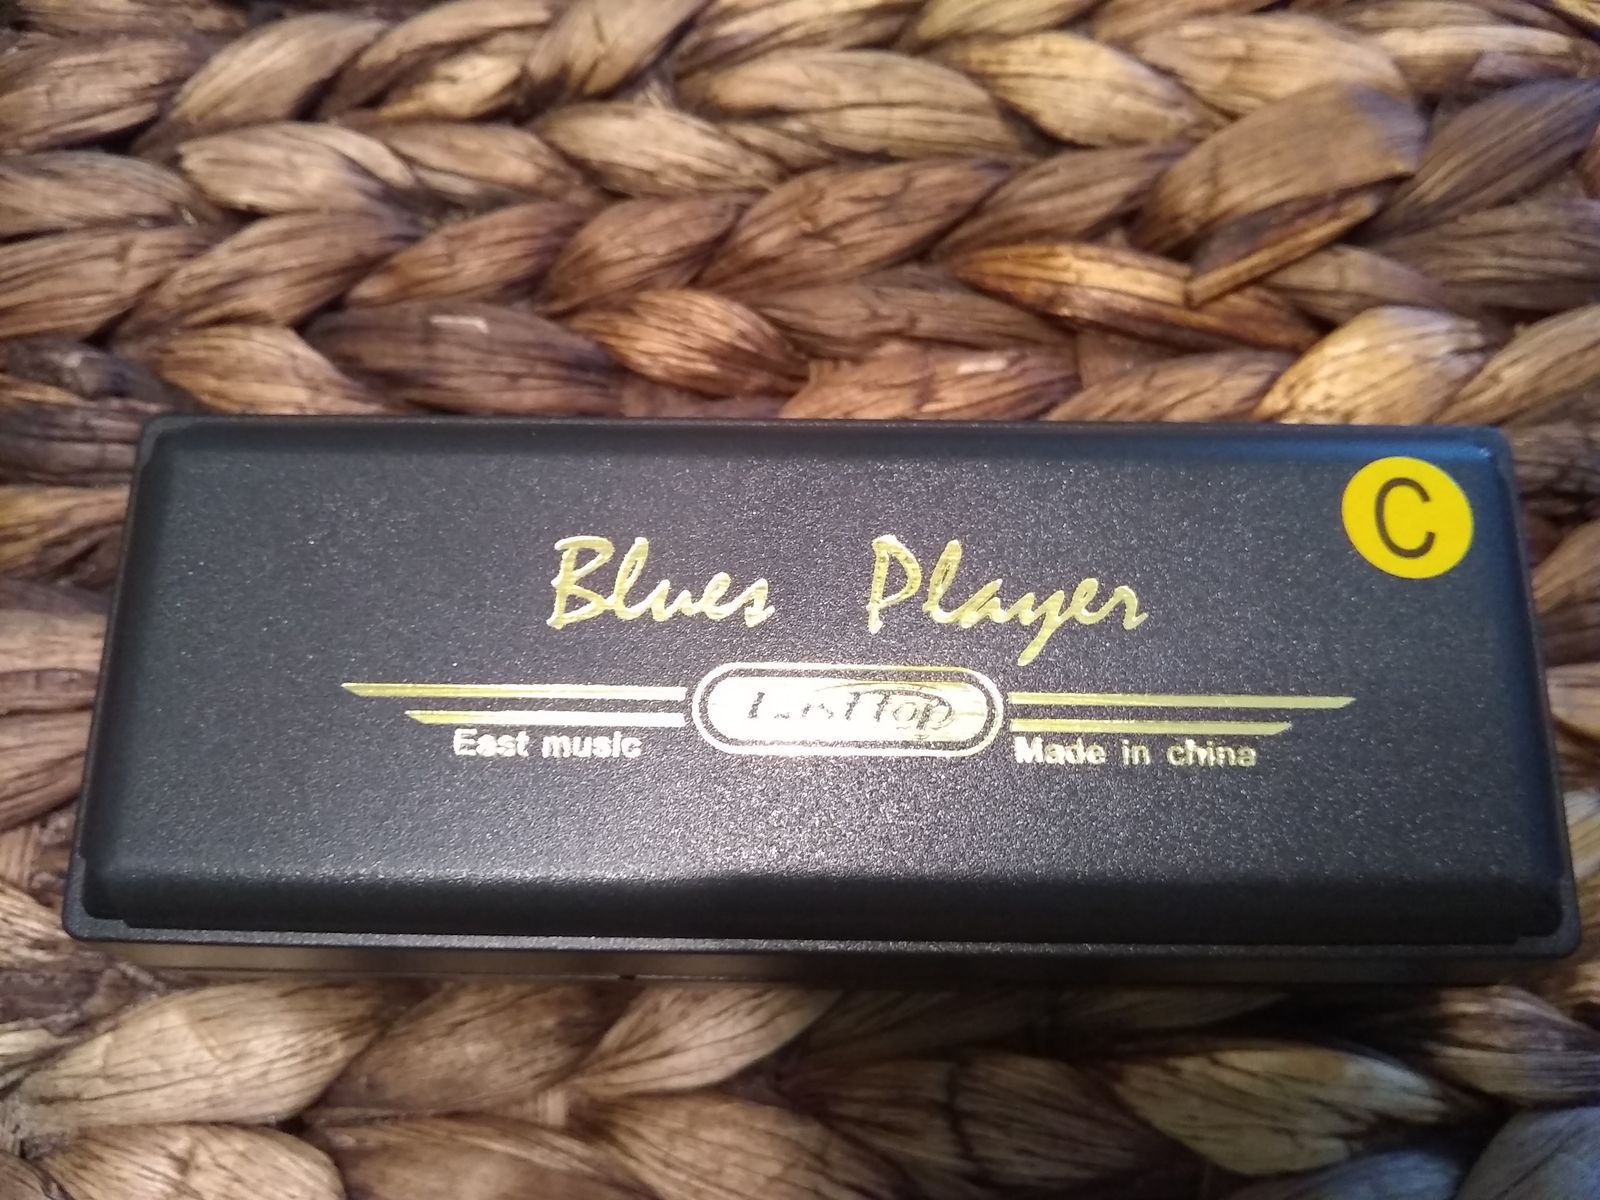 C
Blues Player
EastTop
East music
Made in china